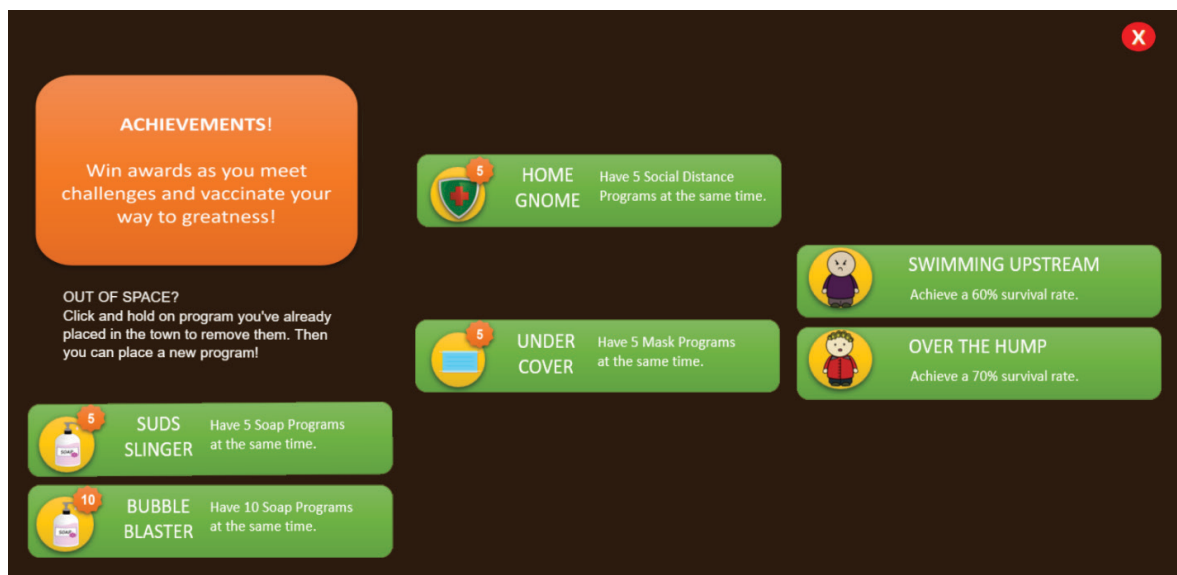 X
ACHIEVEMENTS!
Win awards as you meet
challenges and vaccinate your
way to greatness!
OUT OF SPACE?
Click and hold on program you've already
placed in the town to remove them. Then
you can place a new program!
5
SUDS
SLINGER
Have 5 Soap Programs
at the same time.
SOAP
10
BUBBLE
BLASTER
Have 10 Soap Programs
at the same time.
SOAP
5
HOME
GNOME
Have 5 Social Distance
Programs at the same time.
5
UNDER
COVER
Have 5 Mask Programs
at the same time.
SWIMMING UPSTREAM
Achieve a 60% survival rate.
OVER THE HUMP
Achieve a 70% survival rate.